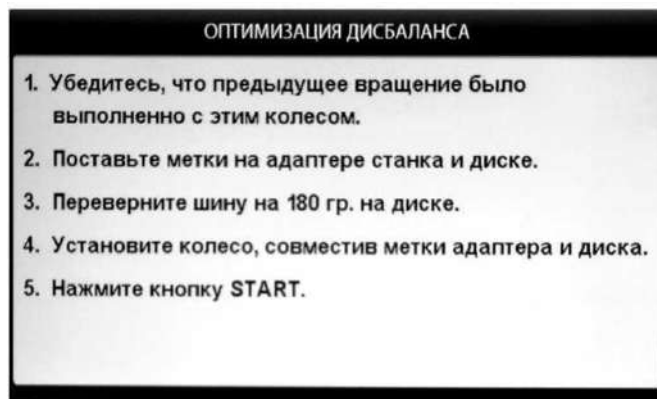 ОПТИМИЗАЦИЯ ДИСБАЛАНСА
1. Убедитесь, что предыдущее вращение было
выполненно с этим колесом.
2. Поставьте метки на адаптере станка и диске.
3. Переверните шину на 180 гр. на диске.
4. Установите колесо, совместив метки адаптера и диска.
5. Нажмите кнопку START.